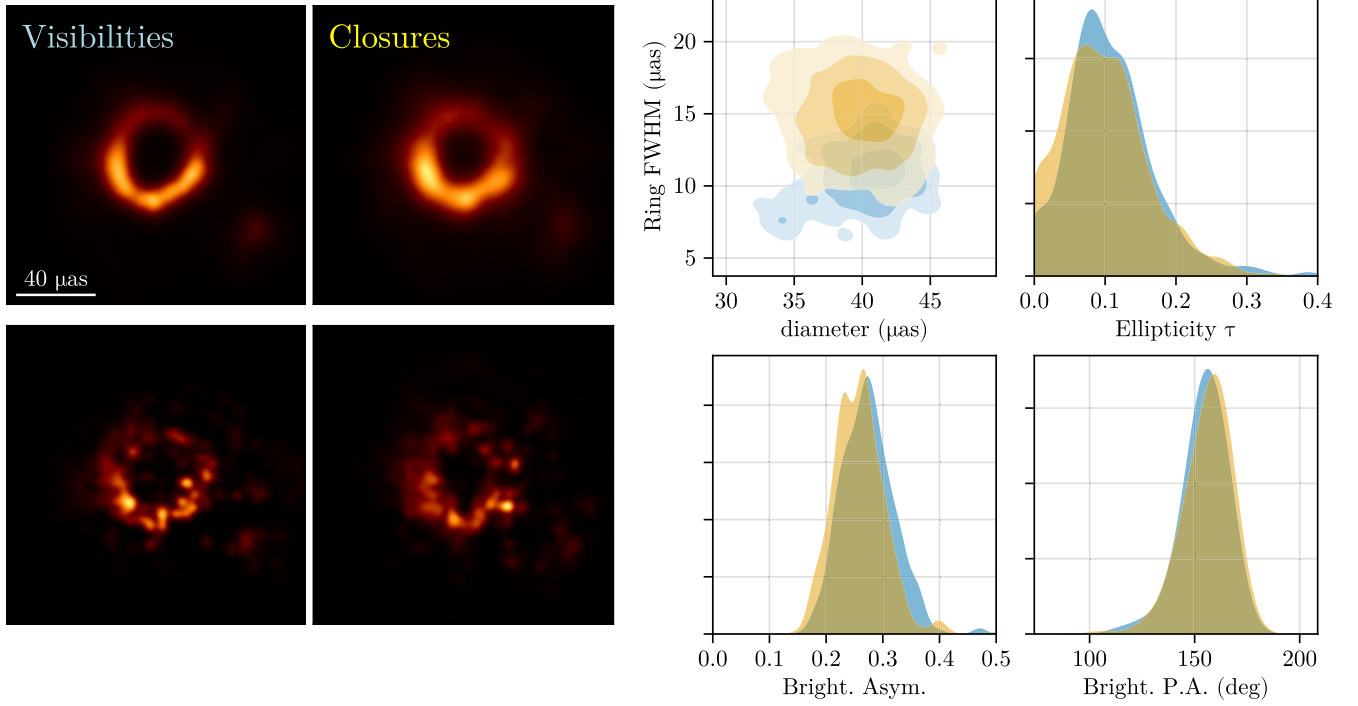 Visibilities
Closures
40 μas
Ring FWHM (μas)
20
15
10
5
30 35 40 45
diameter (μas)
0.0 0.1 0.2 0.3 0.4
Ellipticity τ
0.0 0.1 0.2 0.3 0.4 0.5
Bright. Asym.
100 150 200
Bright. P.A. (deg)